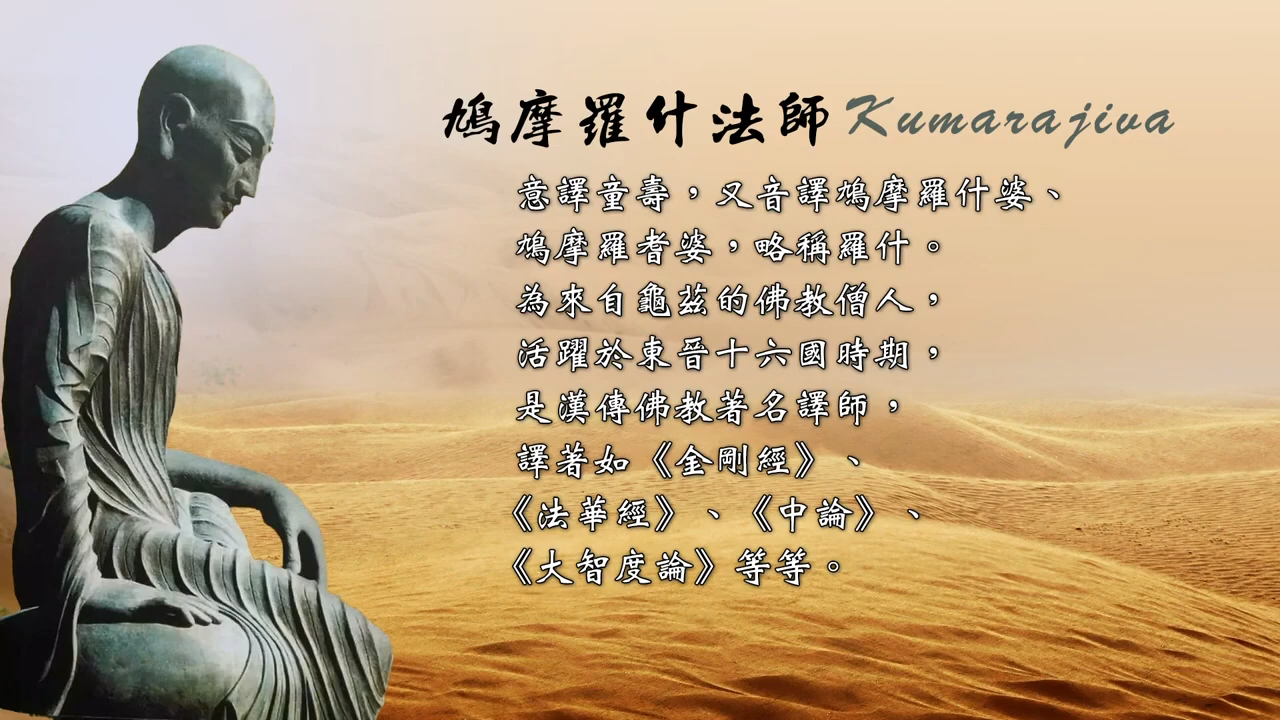 鳩摩羅什法師 Kumarajiva
意譯童壽，又音譯鳩摩羅什婆、
鳩摩羅耆婆，略稱羅什。
為來自龜茲的佛教僧人，
活躍於東晉十六國時期，
是漢傳佛教著名譯師，
譯著如《金剛經》、
《法華經》、《中論》、
《大智度論》等等。